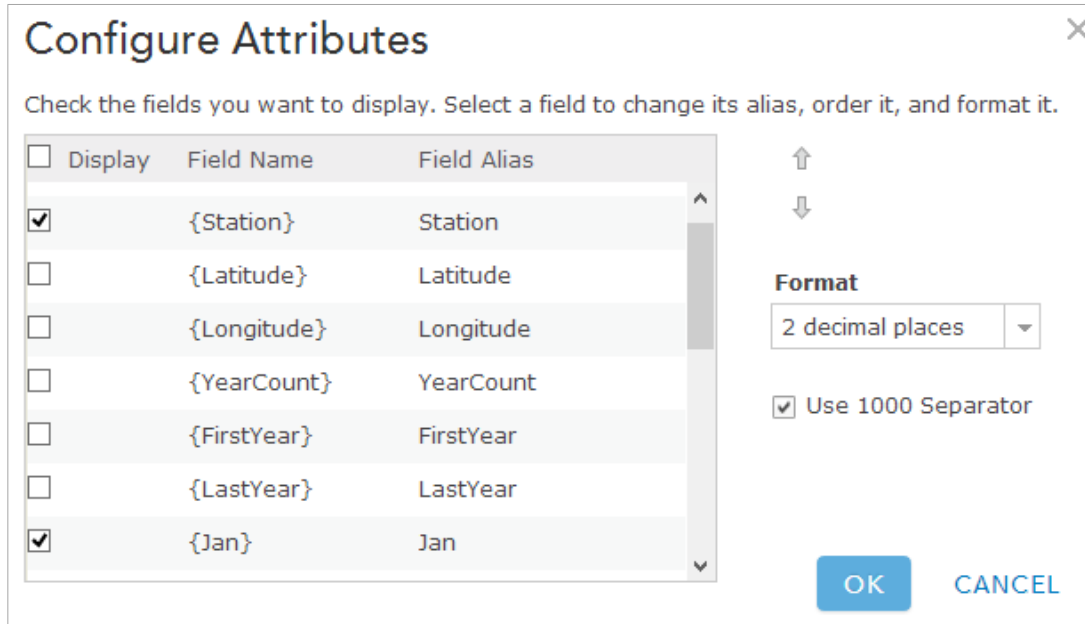 Configure Attributes
Check the fields you want to display. Select a field to change its alias, order it, and format it.
Display Field Name Field Alias
{Station} Station
{Latitude} Latitude
{Longitude} Longitude
{YearCount} YearCount
{FirstYear} FirstYear
{LastYear} LastYear
{Jan} Jan
Format
2 decimal places
Use 1000 Separator
OK CANCEL